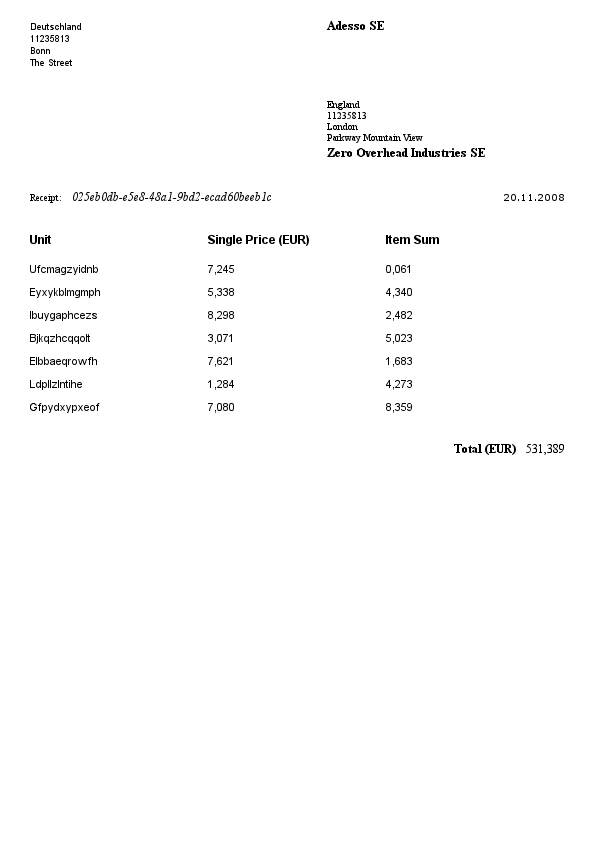 Deutschland
11235813
Bonn
The Street
Adesso SE
England
11235813
London
Parkway Mountain View
Zero Overhead Industries SE
Receipt: 025eb0db-e5e8-48a1-9bd2-ecad60beeb1c 20.11.2008
Unit Single Price (EUR) Item Sum
Ufcmagzyidnb 7,245 0,061
Eyxykblmgmph 5,338 4,340
Ibuygaphcezs 8,298 2,482
Bjkqzhcqqolt 3,071 5,023
Elbbaeqrowfh 7,621 1,683
Ldpllzlntihe 1,284 4,273
Gfpydxypxeof 7,080 8,359
Total (EUR) 531,389